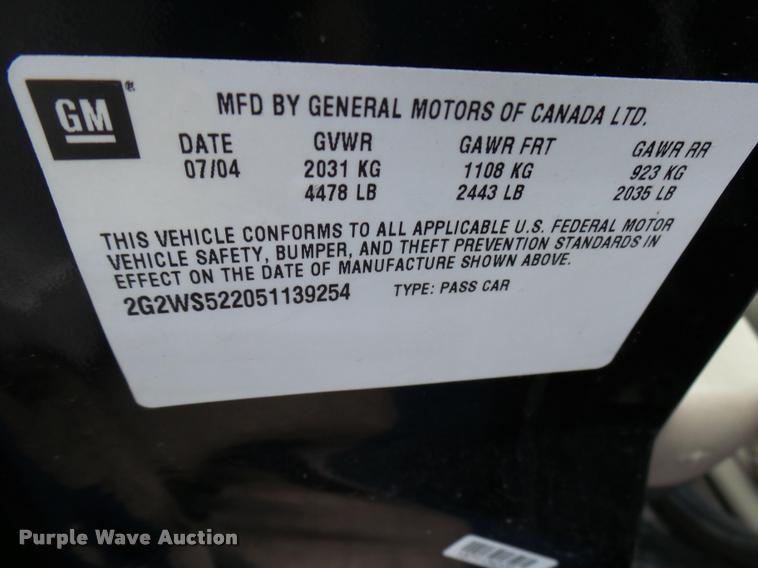 GM®
MFD BY GENERAL MOTORS OF CANADA LTD.
DATE GVWR GAWR FRT GAWR RR
07/04 2031 KG 1108 KG 923 KG
4478 LB 2443 LB 2035 LB
THIS VEHICLE CONFORMS TO ALL APPLICABLE U.S. FEDERAL MOTOR
VEHICLE SAFETY, BUMPER, AND THEFT PREVENTION STANDARDS IN
EFFECT ON THE DATE OF MANUFACTURE SHOWN ABOVE.
2G2WS522051139254 TYPE: PASS CAR
Purple Wave Auction